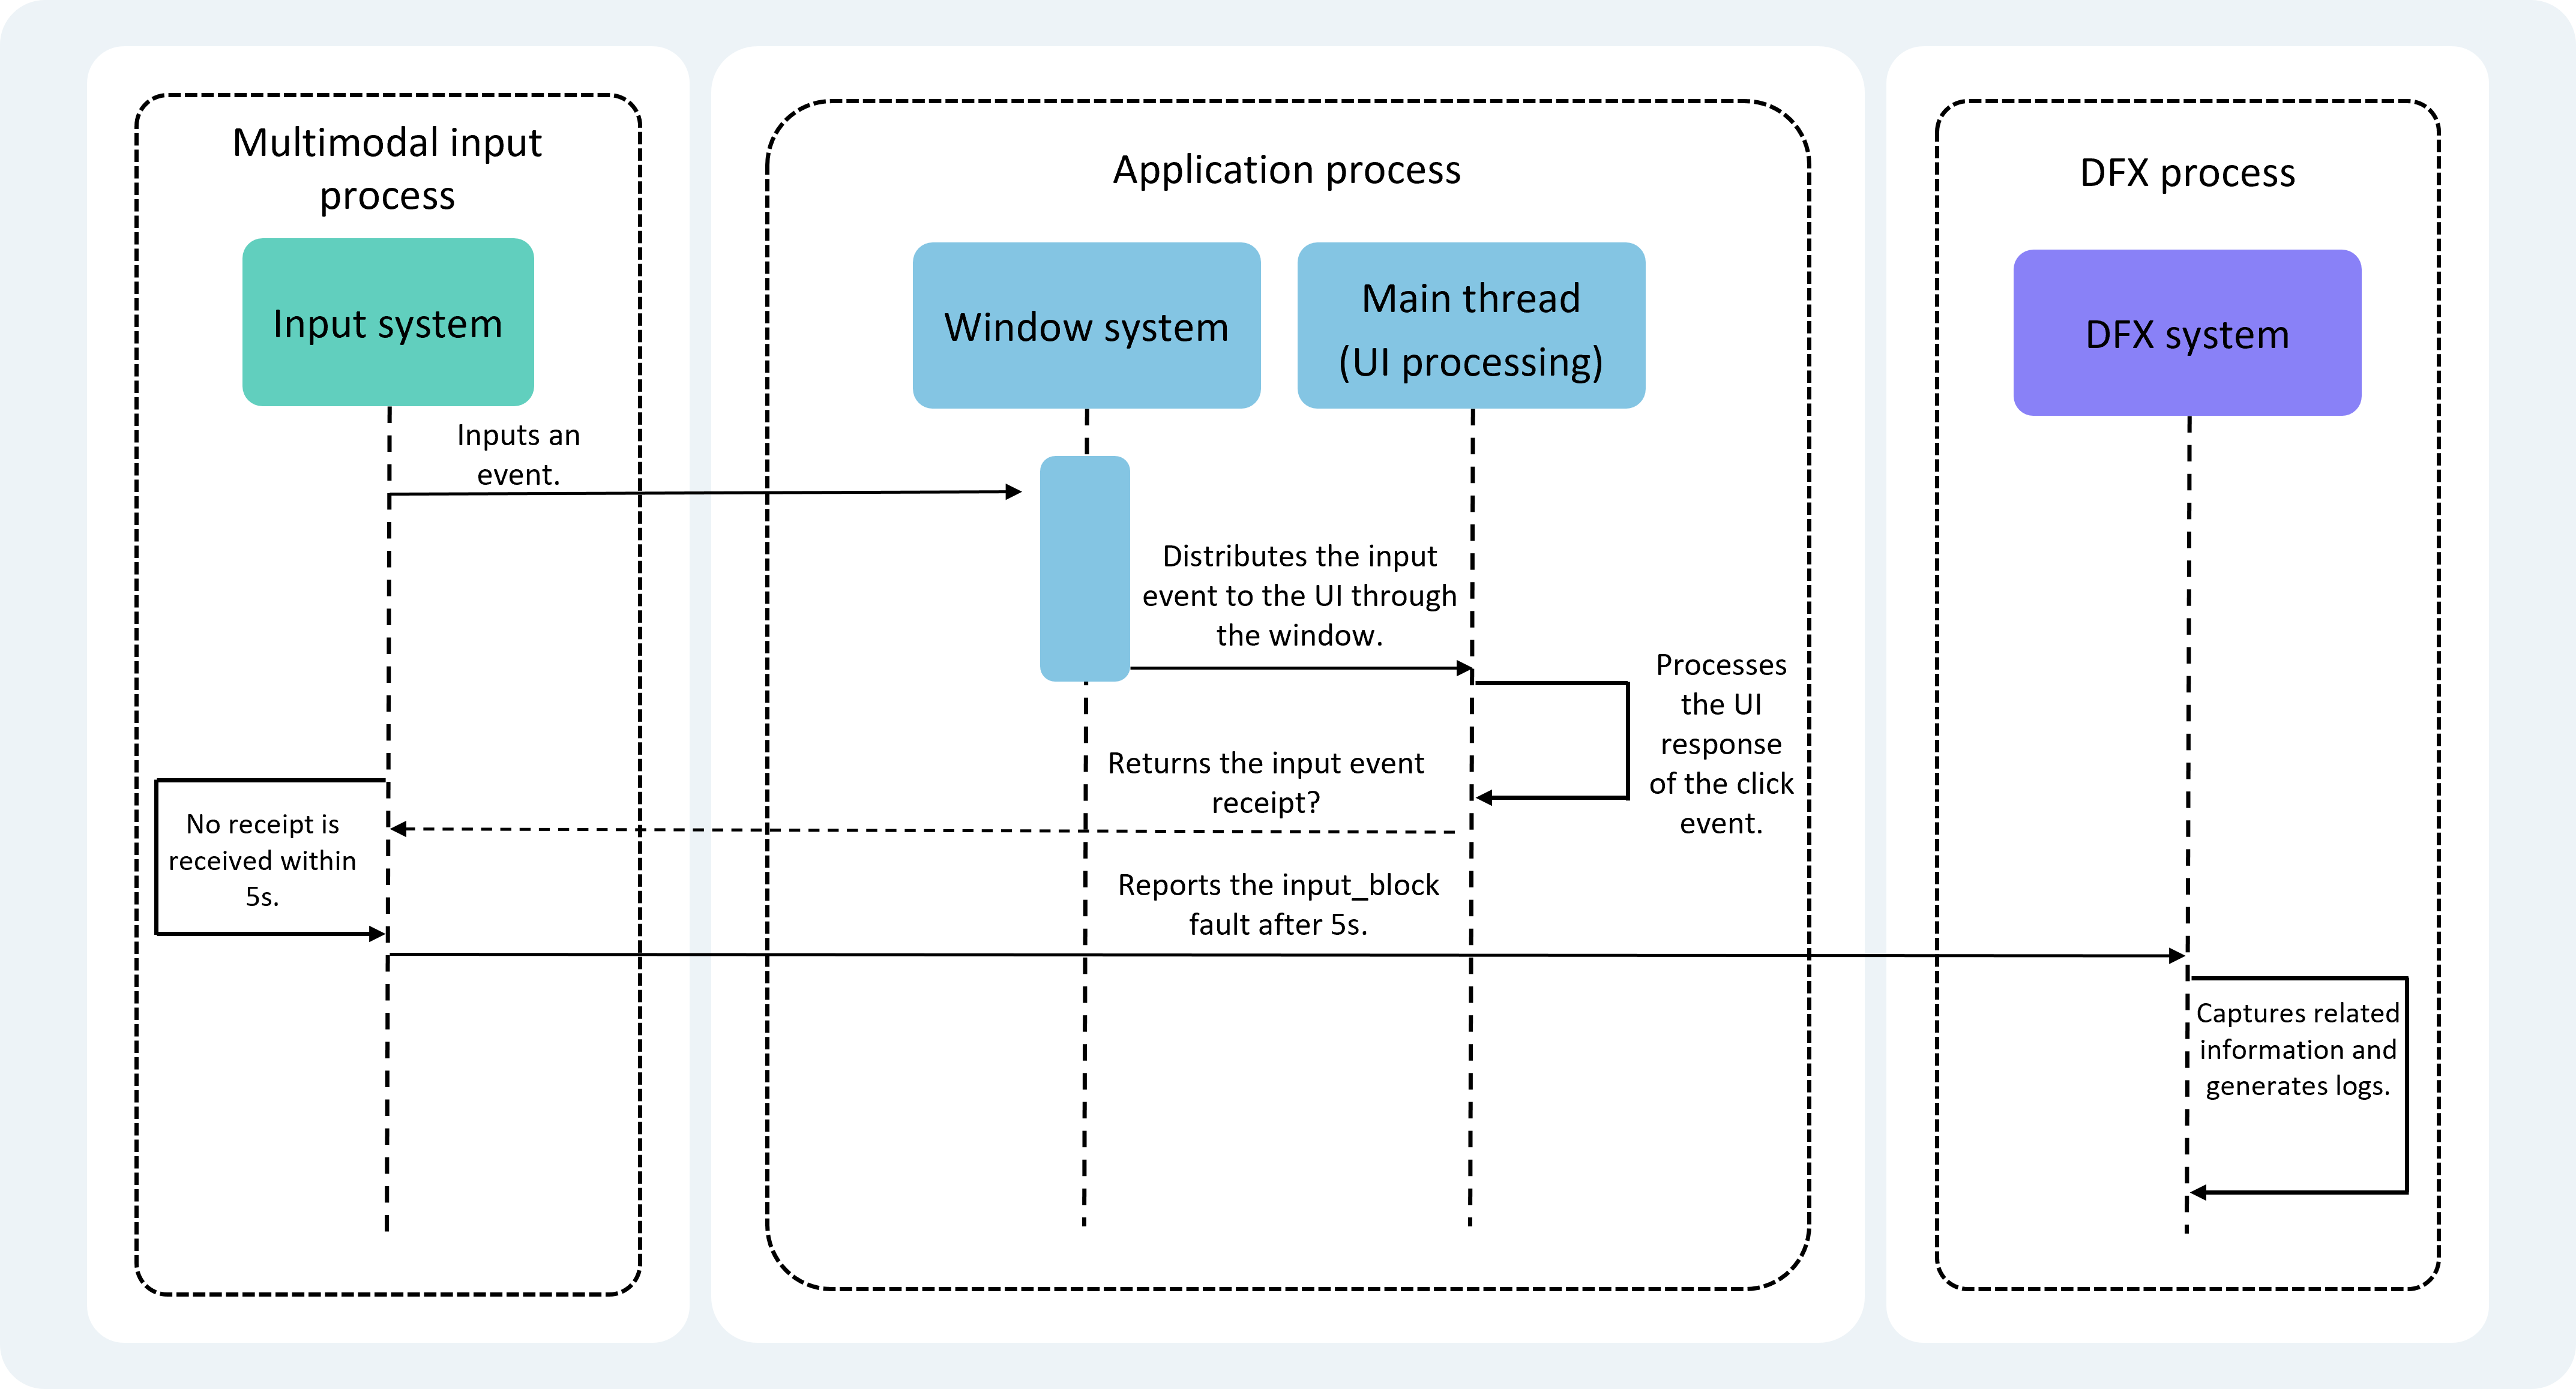 Multimodal input
process
Application process
DFX process
Input system
Window system
Main thread
(UI processing)
DFX system
Inputs an
event.
Distributes the input
event to the UI through
the window.
Processes
the UI
response
of the click
event.
Returns the input event
receipt?
No receipt is
received within
5s.
Reports the input_block
fault after 5s.
Captures related
information and
generates logs.